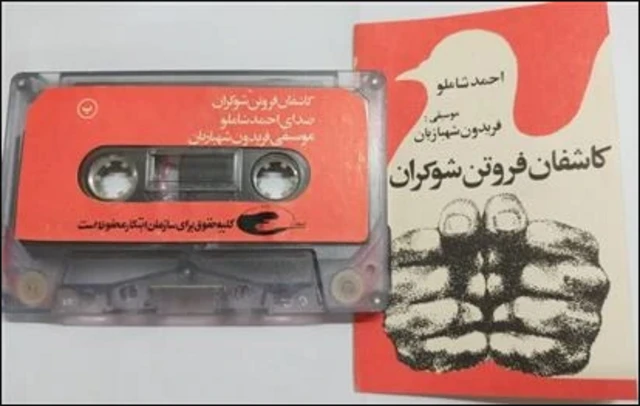 ب
کاشفان فروتن شوکران
صدای احمد شاملو
موسیقی فریدون شهبازیان
کلیه حقوق برای سازمان ابتکار محفوظ است
احمد شاملو
موسیقی:
فریدون شهبازیان
کاشفان فروتن شوکران